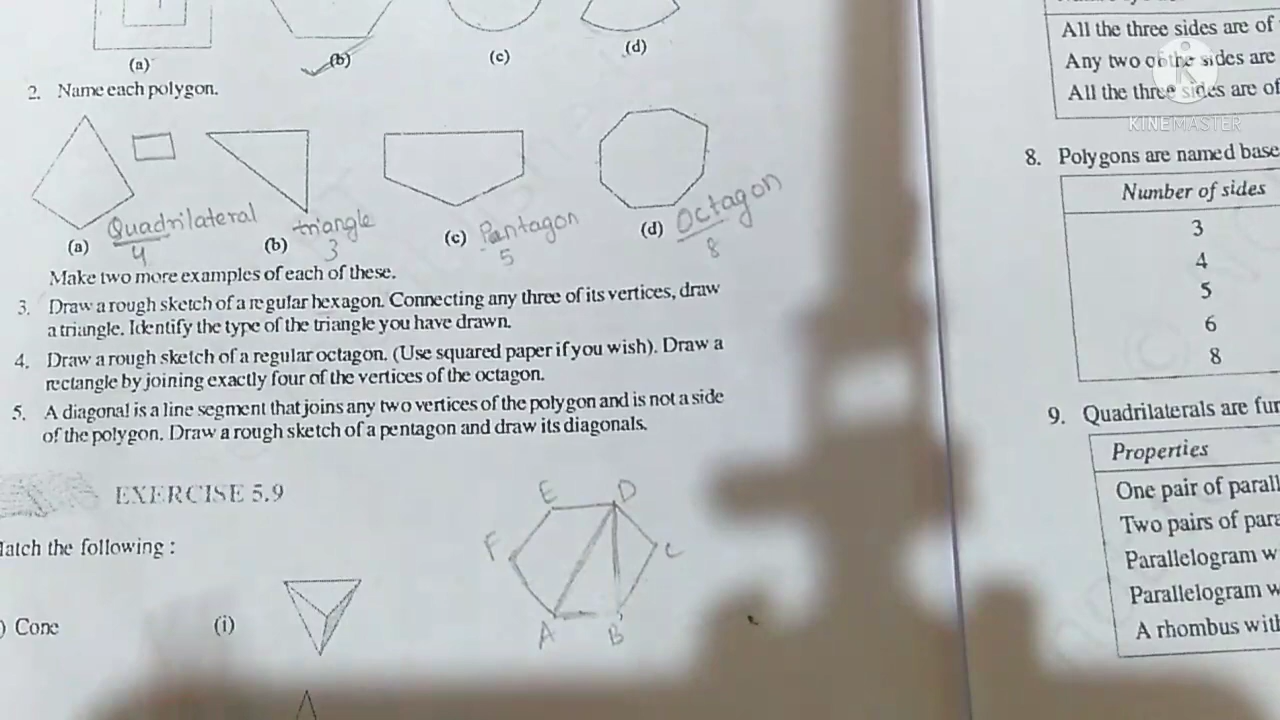 (a)
(b)
(c)
(d)
2. Name each polygon.
(a) Quadrilateral
4
(b) triangle
3
(c) Pentagon
5
(d) Octagon
8
Make two more examples of each of these.
3. Draw a rough sketch of a regular hexagon. Connecting any three of its vertices, draw
a triangle. Identify the type of the triangle you have drawn.
4. Draw a rough sketch of a regular octagon. (Use squared paper if you wish). Draw a
rectangle by joining exactly four of the vertices of the octagon.
5. A diagonal is a line segment that joins any two vertices of the polygon and is not a side
of the polygon. Draw a rough sketch of a pentagon and draw its diagonals.
EXERCISE 5.9
Match the following :
) Cone
(i)
E D
F C
A B
All the three sides are of
Any two of the sides are
All the three sides are of
KINEMASTER
8. Polygons are named base
Number of sides
3
4
5
6
8
9. Quadrilaterals are fur
Properties
One pair of parall
Two pairs of para
Parallelogram w
Parallelogram w
A rhombus with